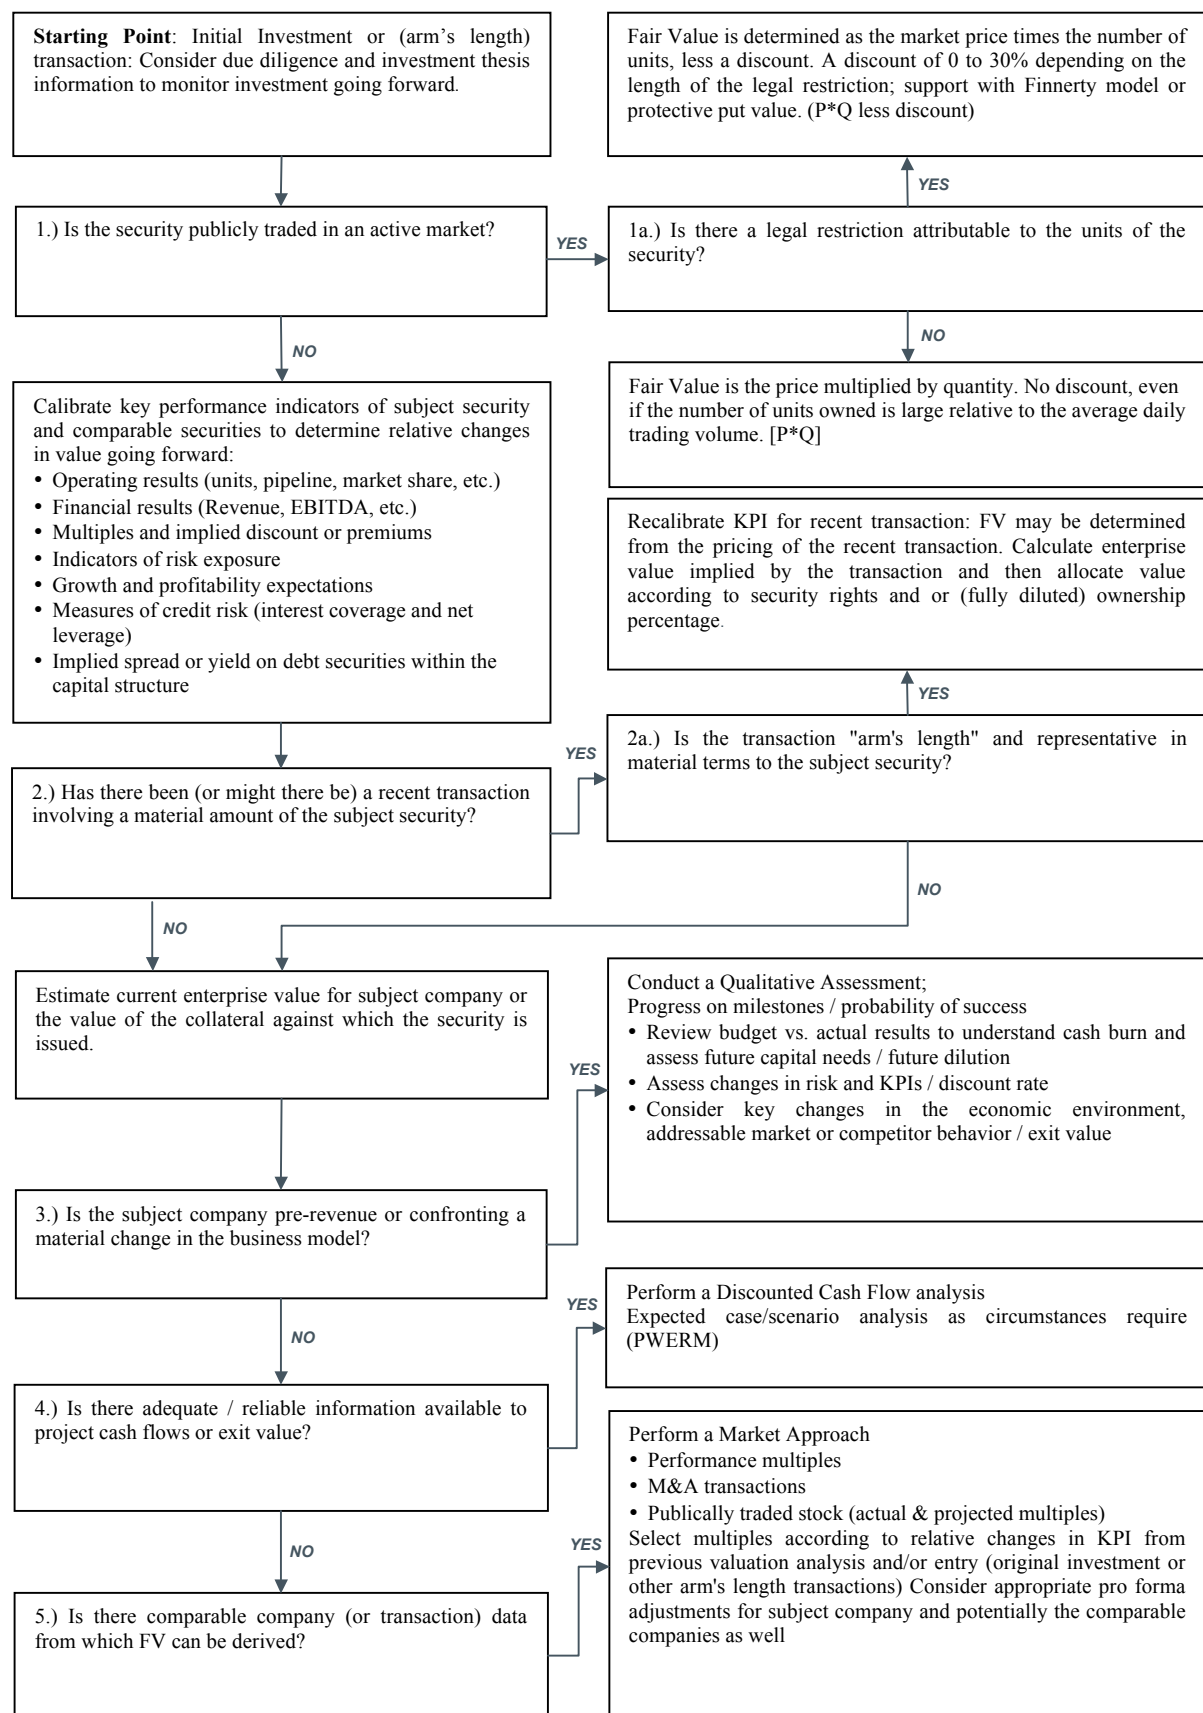 Starting Point: Initial Investment or (arm's length)
transaction: Consider due diligence and investment thesis
information to monitor investment going forward.
Fair Value is determined as the market price times the number of
units, less a discount. A discount of 0 to 30% depending on the
length of the legal restriction; support with Finnerty model or
protective put value. (P*Q less discount)
YES
1.) Is the security publicly traded in an active market?
YES
1a.) Is there a legal restriction attributable to the units of the
security?
NO
NO
Calibrate key performance indicators of subject security
and comparable securities to determine relative changes
in value going forward:
• Operating results (units, pipeline, market share, etc.)
• Financial results (Revenue, EBITDA, etc.)
• Multiples and implied discount or premiums
• Indicators of risk exposure
• Growth and profitability expectations
• Measures of credit risk (interest coverage and net
leverage)
• Implied spread or yield on debt securities within the
capital structure
Fair Value is the price multiplied by quantity. No discount, even
if the number of units owned is large relative to the average daily
trading volume. [P*Q]
Recalibrate KPI for recent transaction: FV may be determined
from the pricing of the recent transaction. Calculate enterprise
value implied by the transaction and then allocate value
according to security rights and or (fully diluted) ownership
percentage.
YES
2.) Has there been (or might there be) a recent transaction
involving a material amount of the subject security?
YES
2a.) Is the transaction "arm's length" and representative in
material terms to the subject security?
NO
NO
Estimate current enterprise value for subject company or
the value of the collateral against which the security is
issued.
YES
Conduct a Qualitative Assessment;
Progress on milestones / probability of success
• Review budget vs. actual results to understand cash burn and
assess future capital needs / future dilution
• Assess changes in risk and KPIs / discount rate
• Consider key changes in the economic environment,
addressable market or competitor behavior / exit value
3.) Is the subject company pre-revenue or confronting a
material change in the business model?
NO
YES
Perform a Discounted Cash Flow analysis
Expected case/scenario analysis as circumstances require
(PWERM)
4.) Is there adequate / reliable information available to
project cash flows or exit value?
NO
YES
Perform a Market Approach
• Performance multiples
• M&A transactions
• Publically traded stock (actual & projected multiples)
Select multiples according to relative changes in KPI from
previous valuation analysis and/or entry (original investment or
other arm's length transactions) Consider appropriate pro forma
adjustments for subject company and potentially the comparable
companies as well
5.) Is there comparable company (or transaction) data
from which FV can be derived?